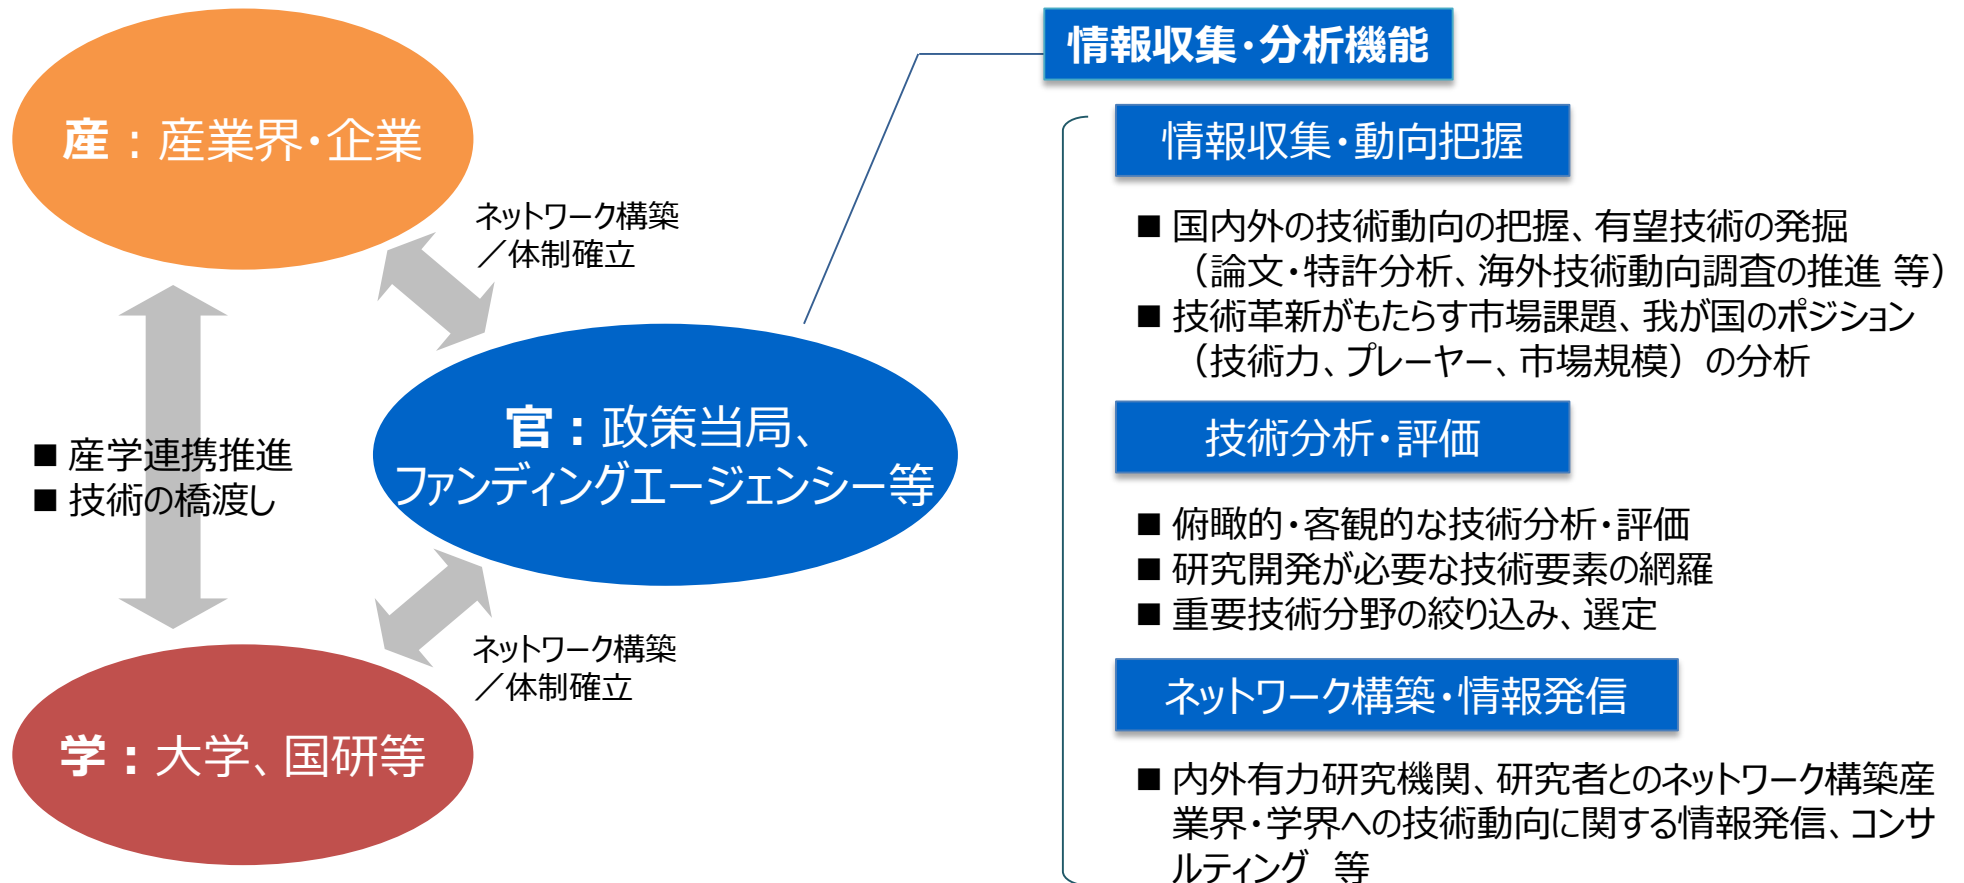 産：産業界・企業
ネットワーク構築
／体制確立
■ 産学連携推進
■ 技術の橋渡し
官：政策当局、
ファンディングエージェンシー等
ネットワーク構築
／体制確立
学：大学、国研等
情報収集・分析機能
情報収集・動向把握
■ 国内外の技術動向の把握、有望技術の発掘
（論文・特許分析、海外技術動向調査の推進 等）
■ 技術革新がもたらす市場課題、我が国のポジション
（技術力、プレーヤー、市場規模）の分析
技術分析・評価
■ 俯瞰的・客観的な技術分析・評価
■ 研究開発が必要な技術要素の網羅
■ 重要技術分野の絞り込み、選定
ネットワーク構築・情報発信
■ 内外有力研究機関、研究者とのネットワーク構築産
業界・学界への技術動向に関する情報発信、コンサ
ルティング　等